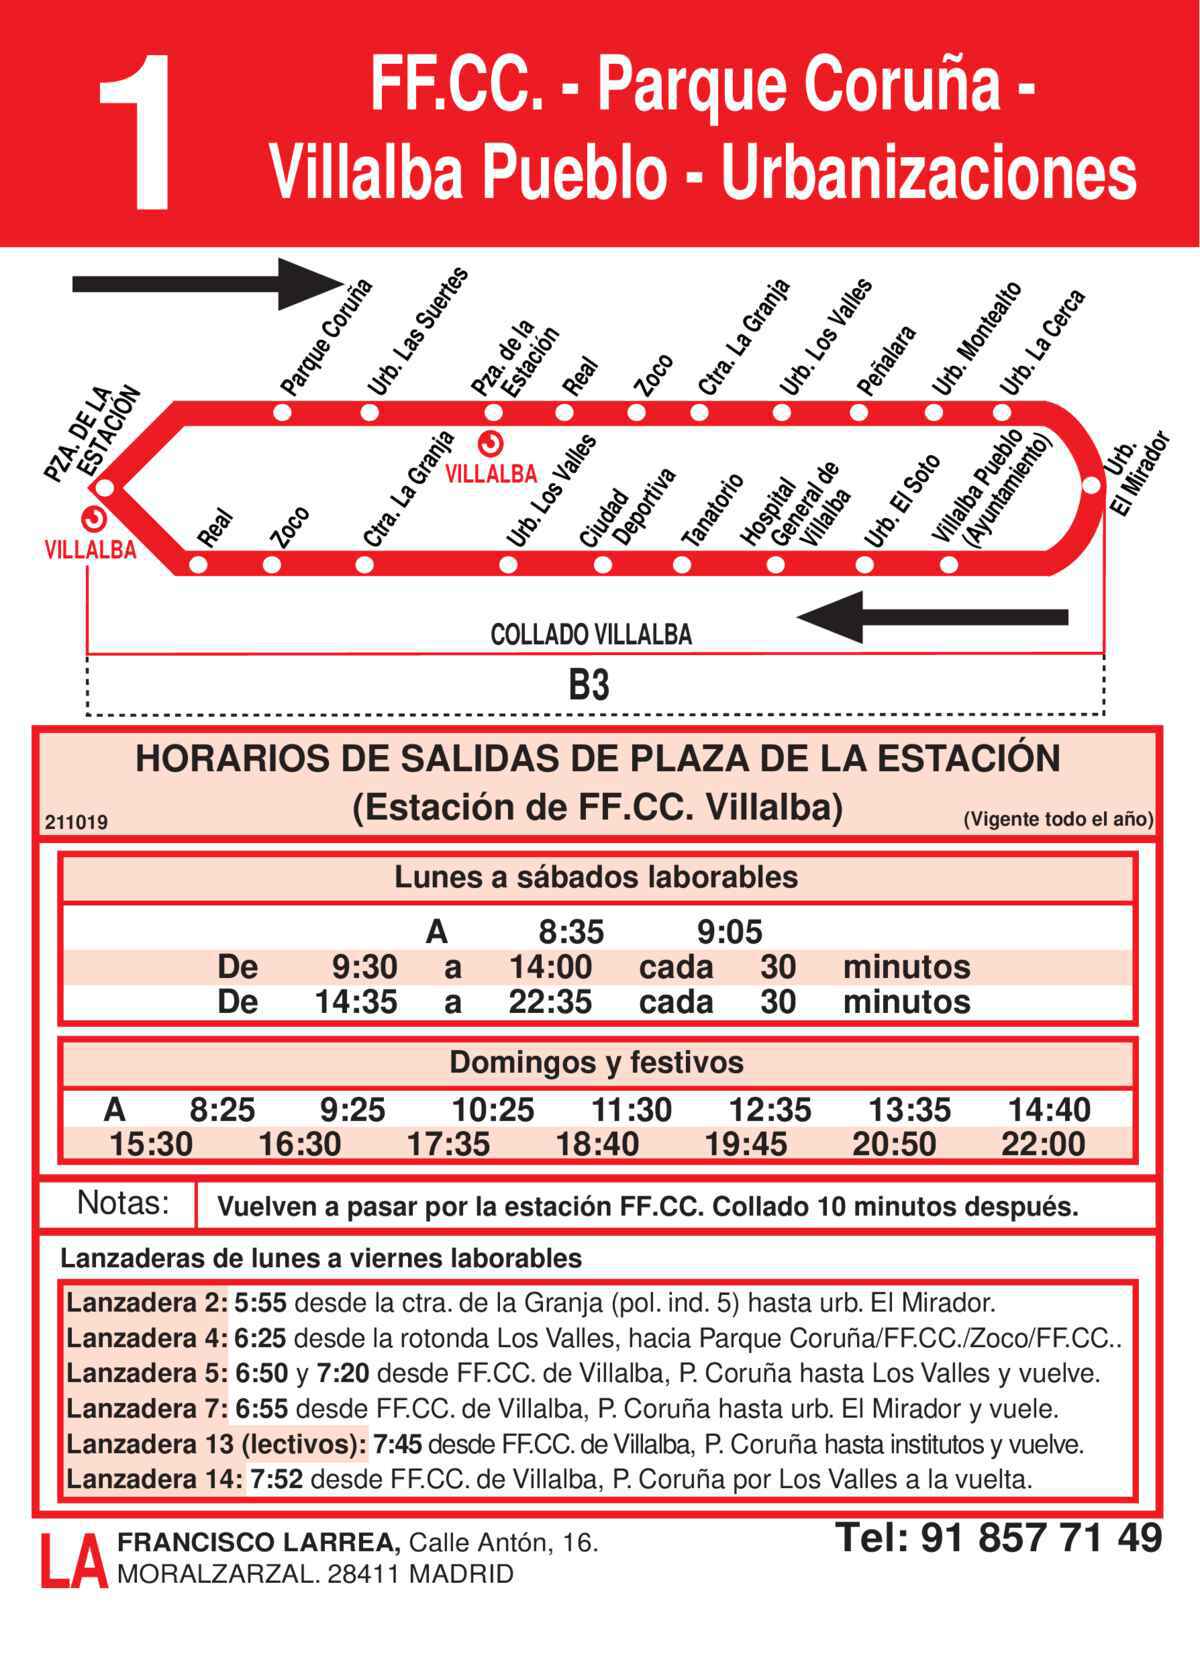 1
FF.CC. - Parque Coruña -
Villalba Pueblo - Urbanizaciones
PZA. DE LA
ESTACIÓN
VILLALBA
Parque Coruña
Urb. Las Suertes
Pza. de la
Estación
VILLALBA
Real
Zoco
Ctra. La Granja
Urb. Los Valles
Peñalara
Urb. Montealto
Urb. La Cerca
Urb.
El Mirador
Real
Zoco
Ctra. La Granja
Urb. Los Valles
Ciudad
Deportiva
Tanatorio
Hospital
General de
Villalba
Urb. El Soto
Villalba Pueblo
(Ayuntamiento)
COLLADO VILLALBA
B3
HORARIOS DE SALIDAS DE PLAZA DE LA ESTACIÓN
(Estación de FF.CC. Villalba)
211019
(Vigente todo el año)
Lunes a sábados laborables
A 8:35 9:05
De 9:30 a 14:00 cada 30 minutos
De 14:35 a 22:35 cada 30 minutos
Domingos y festivos
A 8:25 9:25 10:25 11:30 12:35 13:35 14:40
15:30 16:30 17:35 18:40 19:45 20:50 22:00
Notas: Vuelven a pasar por la estación FF.CC. Collado 10 minutos después.
Lanzaderas de lunes a viernes laborables
Lanzadera 2: 5:55 desde la ctra. de la Granja (pol. ind. 5) hasta urb. El Mirador.
Lanzadera 4: 6:25 desde la rotonda Los Valles, hacia Parque Coruña/FF.CC./Zoco/FF.CC..
Lanzadera 5: 6:50 y 7:20 desde FF.CC. de Villalba, P. Coruña hasta Los Valles y vuelve.
Lanzadera 7: 6:55 desde FF.CC. de Villalba, P. Coruña hasta urb. El Mirador y vuele.
Lanzadera 13 (lectivos): 7:45 desde FF.CC. de Villalba, P. Coruña hasta institutos y vuelve.
Lanzadera 14: 7:52 desde FF.CC. de Villalba, P. Coruña por Los Valles a la vuelta.
LA
FRANCISCO LARREA, Calle Antón, 16.
MORALZARZAL. 28411 MADRID
Tel: 91 857 71 49